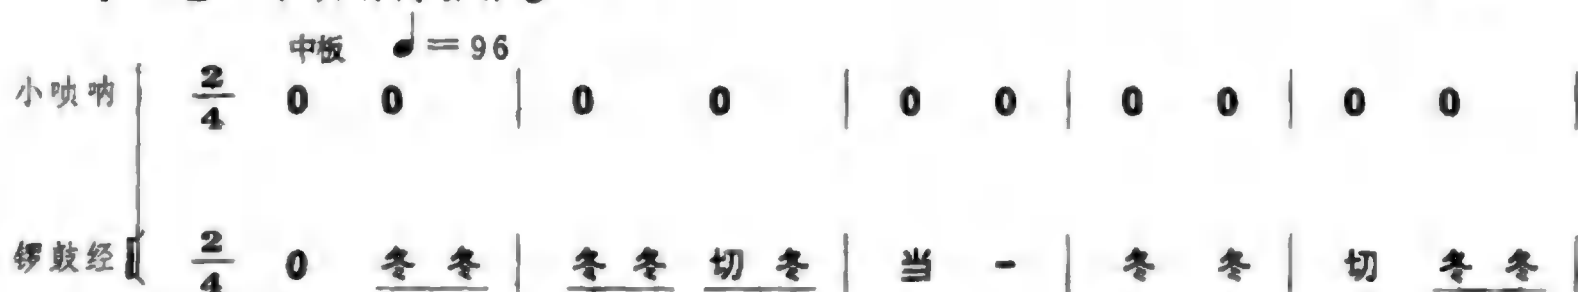 中板 ♩=96
小唢呐 2/4 0 0 | 0 0 | 0 0 | 0 0 | 0 0 |
锣鼓经 2/4 0 冬冬 | 冬冬 切冬 | 当 - | 冬 冬 | 切 冬冬 |